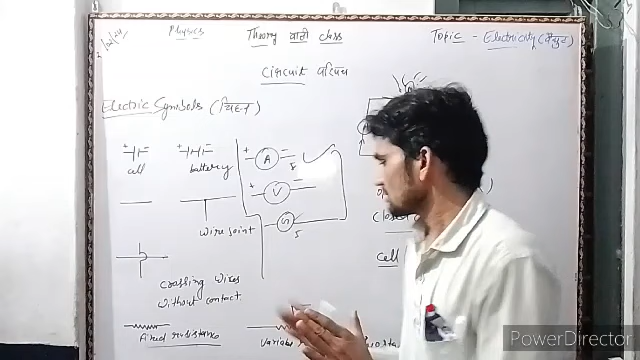 Physics
Theory वाली class
Topic - Electricity (वैद्युत)
Circuit परिपथ
Electric Symbols (चिह्न)
cell
battery
A
V
G
wire joint
closed
cell
crossing wires
without contact
fixed resistance
PowerDirector